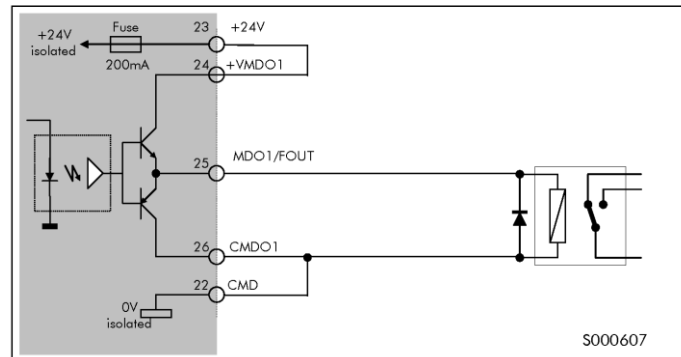 Fuse
23
+24V
+24V
isolated
200mA
24
+VMDO1
25
MDO1/FOUT
26
CMDO1
22
CMD
0V
isolated
S000607